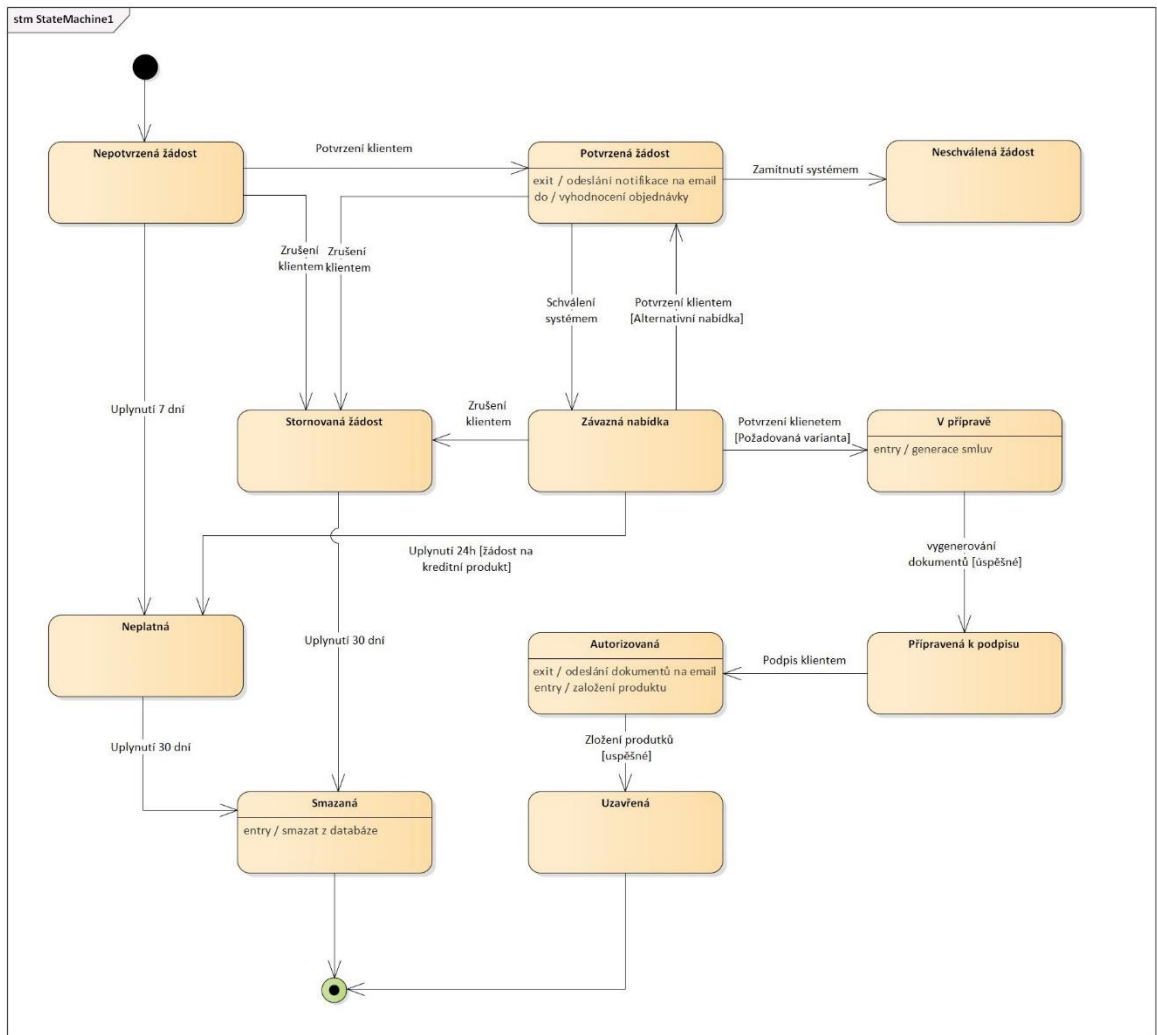 stm StateMachine1
Nepotvrzená žádost
Potvrzení klientem
Potvrzená žádost
exit / odeslání notifikace na email
do / vyhodnocení objednávky
Zamítnutí systémem
Neschválená žádost
Zrušení
klientem
Zrušení
klientem
Schválení
systémem
Potvrzení klientem
[Alternativní nabídka]
Uplynutí 7 dní
Stornovaná žádost
Zrušení
klientem
Závazná nabídka
Potvrzení klienetem
[Požadovaná varianta]
V přípravě
entry / generace smluv
Uplynutí 24h [žádost na
kreditní produkt]
vygenerování
dokumentů [úspěšné]
Neplatná
Uplynutí 30 dní
Autorizovaná
exit / odeslání dokumentů na email
entry / založení produktu
Podpis klientem
Přípravená k podpisu
Uplynutí 30 dní
Zložení produtků
[uspěšné]
Smazaná
entry / smazat z databáze
Uzavřená